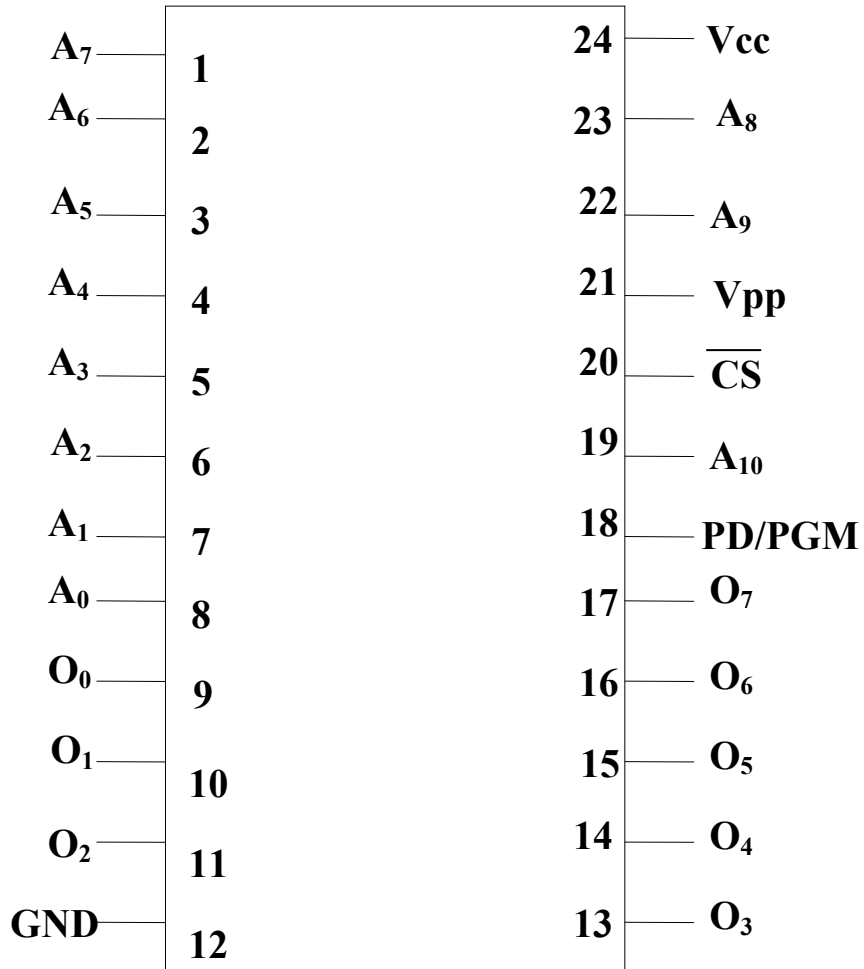 A₇ 1 24 Vcc
A₆ 2 23 A₈
A₅ 3 22 A₉
A₄ 4 21 Vpp
A₃ 5 20 C̅S̅
A₂ 6 19 A₁₀
A₁ 7 18 PD/PGM
A₀ 8 17 O₇
O₀ 9 16 O₆
O₁ 10 15 O₅
O₂ 11 14 O₄
GND 12 13 O₃